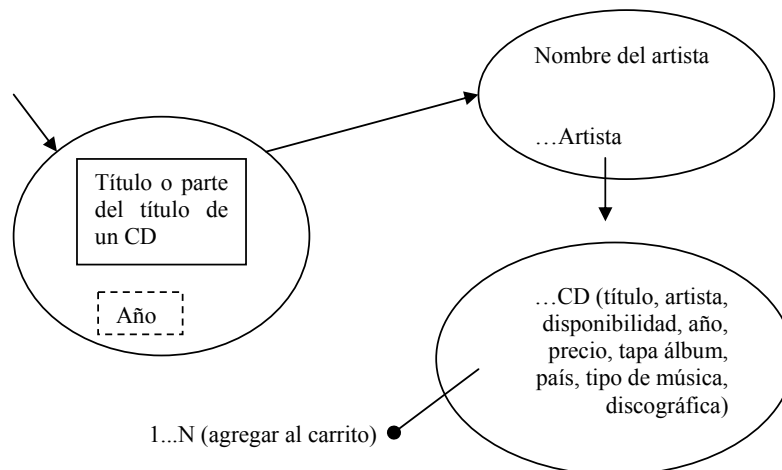 Nombre del artista
…Artista
Título o parte
del título de
un CD
Año
…CD (título, artista,
disponibilidad, año,
precio, tapa álbum,
país, tipo de música,
discográfica)
1...N (agregar al carrito)